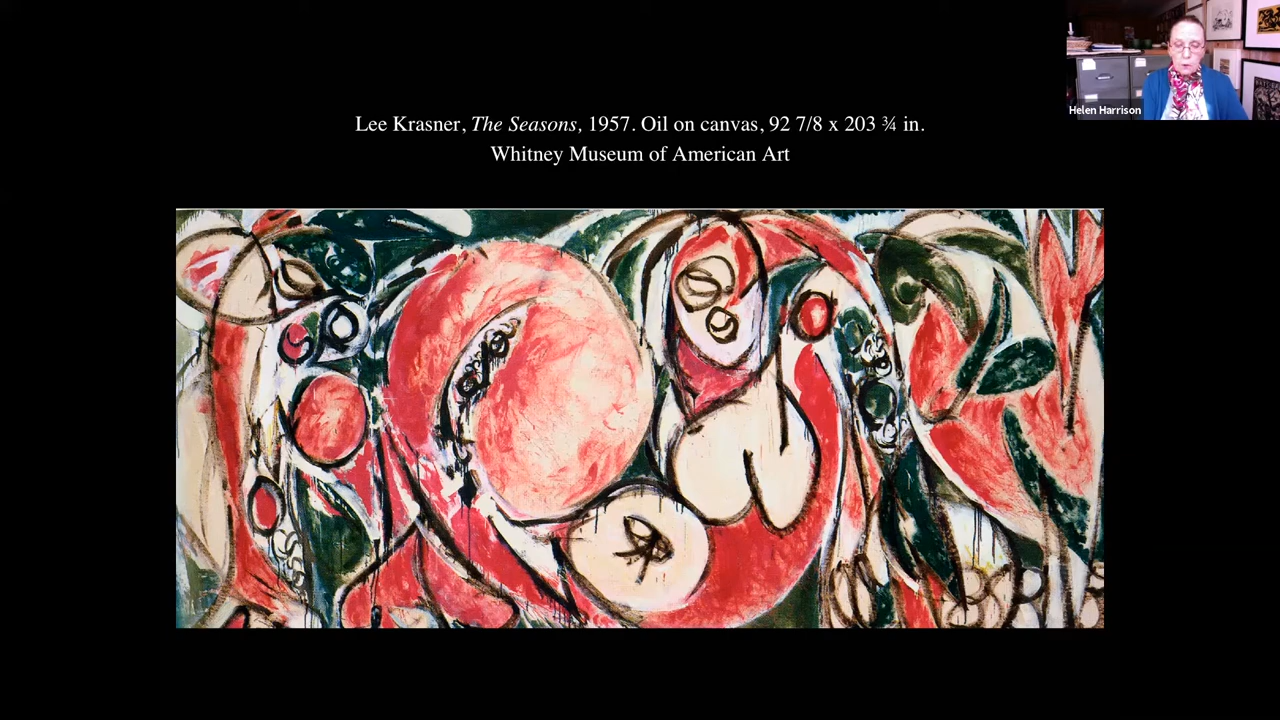 Lee Krasner, The Seasons, 1957. Oil on canvas, 92 7/8 x 203 ¾ in.
Whitney Museum of American Art
Helen Harrison